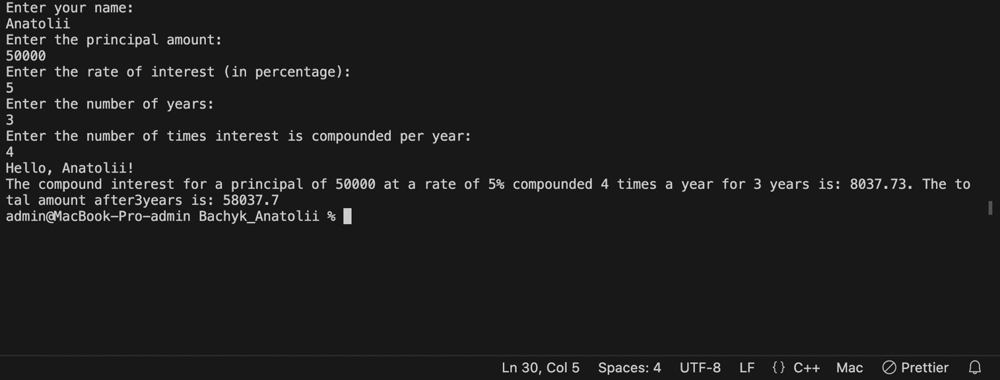 Enter your name:
Anatolii
Enter the principal amount:
50000
Enter the rate of interest (in percentage):
5
Enter the number of years:
3
Enter the number of times interest is compounded per year:
4
Hello, Anatolii!
The compound interest for a principal of 50000 at a rate of 5% compounded 4 times a year for 3 years is: 8037.73. The to
tal amount after3years is: 58037.7
admin@MacBook-Pro-admin Bachyk_Anatolii %
Ln 30, Col 5 Spaces: 4 UTF-8 LF {} C++ Mac Prettier